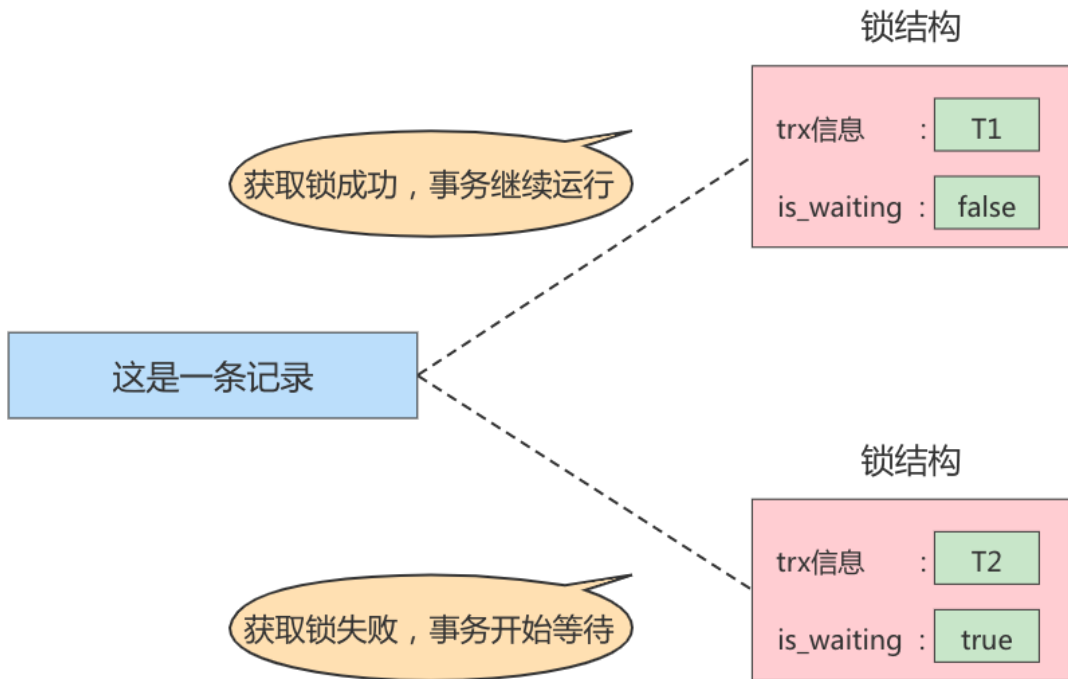 锁结构
trx信息 : T1
获取锁成功，事务继续运行
is_waiting : false
这是一条记录
锁结构
trx信息 : T2
获取锁失败，事务开始等待
is_waiting : true